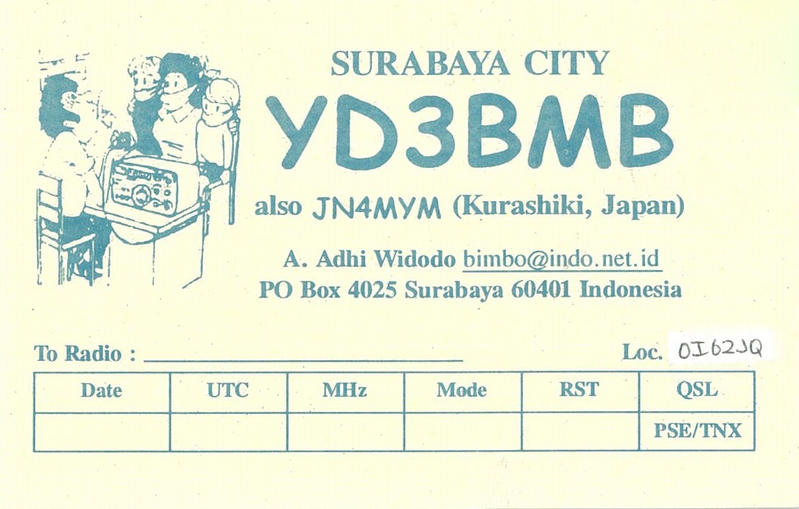 SURABAYA CITY
YD3BMB
also JN4MYM (Kurashiki, Japan)
A. Adhi Widodo bimbo@indo.net.id
PO Box 4025 Surabaya 60401 Indonesia
To Radio : Loc. OI62JQ
Date UTC MHz Mode RST QSL
PSE/TNX